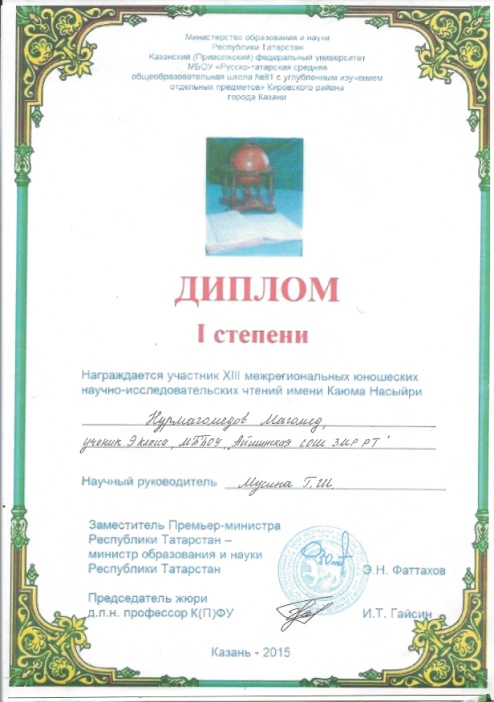 Министерство образования и науки
Республики Татарстан
Казанский (Приволжский) федеральный университет
МБОУ «Русско-татарская средняя
общеобразовательная школа №81 с углубленным изучением
отдельных предметов» Кировского района
города Казани
ДИПЛОМ
I степени
Награждается участник XIII межрегиональных юношеских
научно-исследовательских чтений имени Каюма Насыйри
Нурмагомедов Магомед,
ученик 9 класса, МББОУ „Айшинская СОШ ЗМР РТ"
Научный руководитель Мусина Г.Ш.
Заместитель Премьер-министра
Республики Татарстан –
министр образования и науки
Республики Татарстан Э.Н. Фаттахов
Председатель жюри
д.п.н. профессор К(П)ФУ И.Т. Гайсин
Казань - 2015